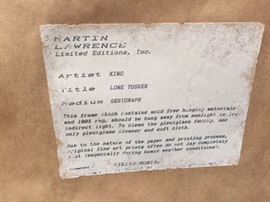 MARTIN
LAWRENCE
Limited Editions, Inc.
Artist KING
Title LONE TUSKER
Medium SERIGRAPH
This frame which contains acid free hinging materials
and 100% rag, should be hung away from sunlight in
indirect light. To clean the plexiglass facing, use
only plexiglass cleaner and soft cloth.
Due to the nature of the paper and printing process,
original fine art prints often do not lay completely
flat (especially during humid weather conditions).